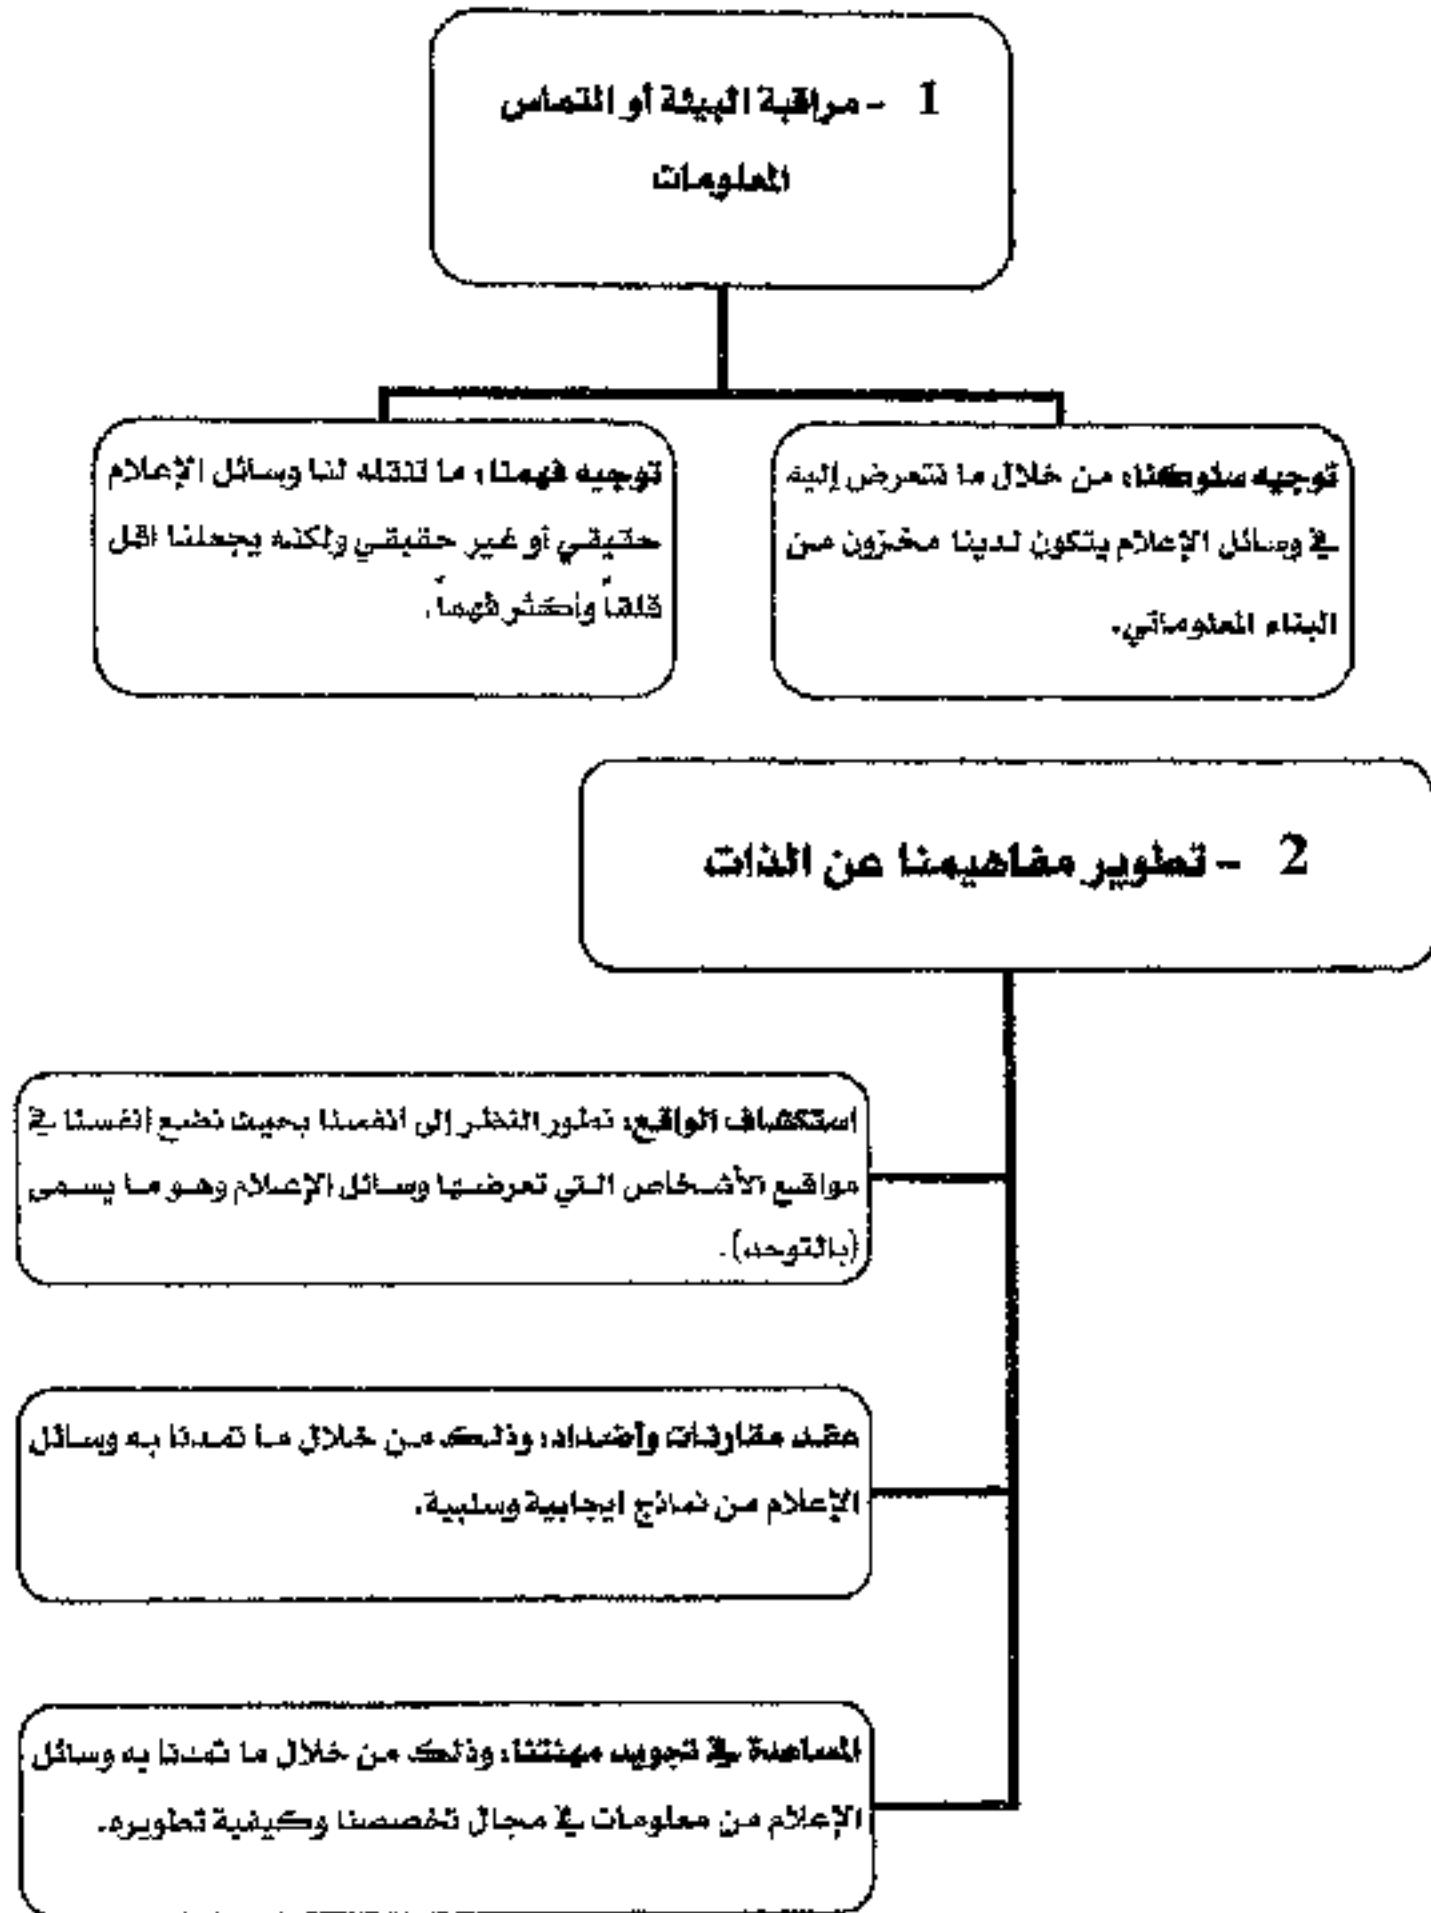 1 - مراقبة البيئة أو التماس
المعلومات
توجيه سلوكنا، من خلال ما نتعرض إليه
في وسائل الإعلام يتكون لدينا مخزون من
البناء المعلوماتي.
توجيه فهمنا، ما تنقله لنا وسائل الإعلام
حقيقي أو غير حقيقي ولكنه يجعلنا اقل
قلقاً وأكثر فهماً.
2 - تطوير مفاهيمنا عن الذات
استكشاف الواقع، تطور النظر إلى انفسنا بحيث نضع انفسنا في
مواقع الأشخاص التي تعرضها وسائل الإعلام وهو ما يسمى
(بالتوحد).
عقد مقارنات وأضداد، وذلك من خلال ما تمدنا به وسائل
الإعلام من نماذج ايجابية وسلبية.
المساعدة في تجويد مهنتنا، وذلك من خلال ما تمدنا به وسائل
الإعلام من معلومات في مجال تخصصنا وكيفية تطويره.